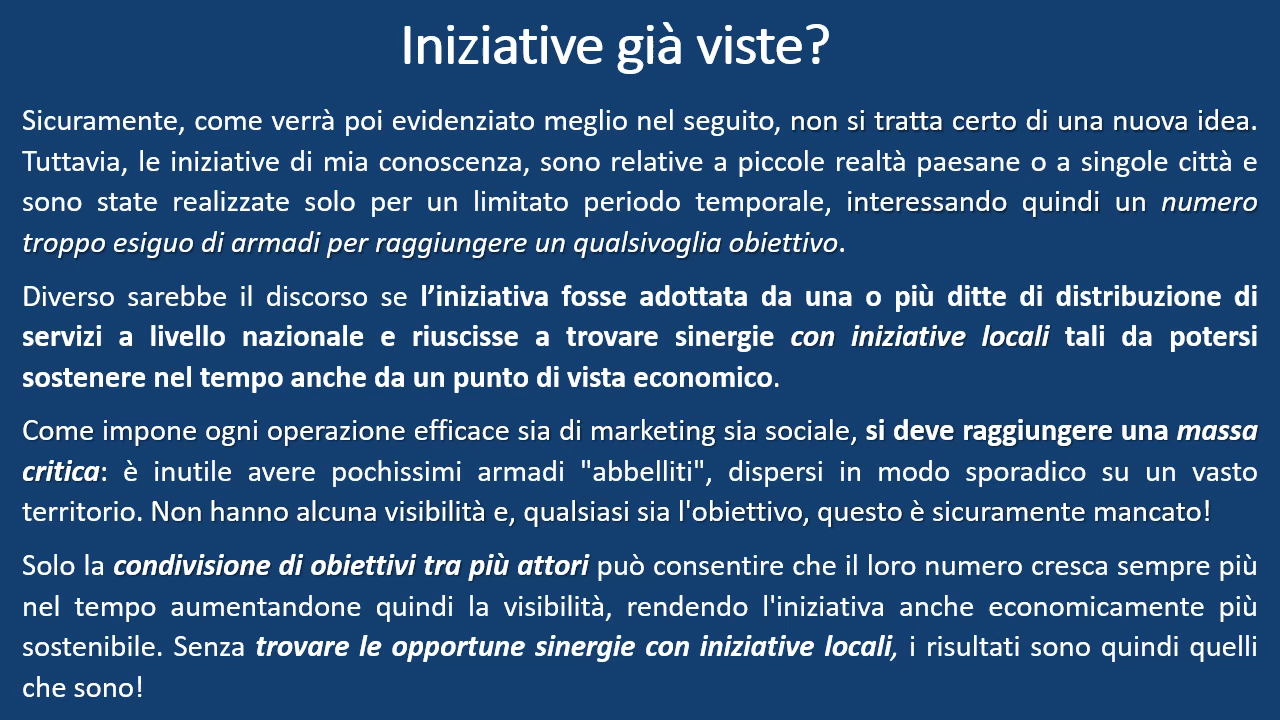 Iniziative già viste?
Sicuramente, come verrà poi evidenziato meglio nel seguito, non si tratta certo di una nuova idea.
Tuttavia, le iniziative di mia conoscenza, sono relative a piccole realtà paesane o a singole città e
sono state realizzate solo per un limitato periodo temporale, interessando quindi un numero
troppo esiguo di armadi per raggiungere un qualsivoglia obiettivo.
Diverso sarebbe il discorso se l’iniziativa fosse adottata da una o più ditte di distribuzione di
servizi a livello nazionale e riuscisse a trovare sinergie con iniziative locali tali da potersi
sostenere nel tempo anche da un punto di vista economico.
Come impone ogni operazione efficace sia di marketing sia sociale, si deve raggiungere una massa
critica: è inutile avere pochissimi armadi "abbelliti", dispersi in modo sporadico su un vasto
territorio. Non hanno alcuna visibilità e, qualsiasi sia l'obiettivo, questo è sicuramente mancato!
Solo la condivisione di obiettivi tra più attori può consentire che il loro numero cresca sempre più
nel tempo aumentandone quindi la visibilità, rendendo l'iniziativa anche economicamente più
sostenibile. Senza trovare le opportune sinergie con iniziative locali, i risultati sono quindi quelli
che sono!